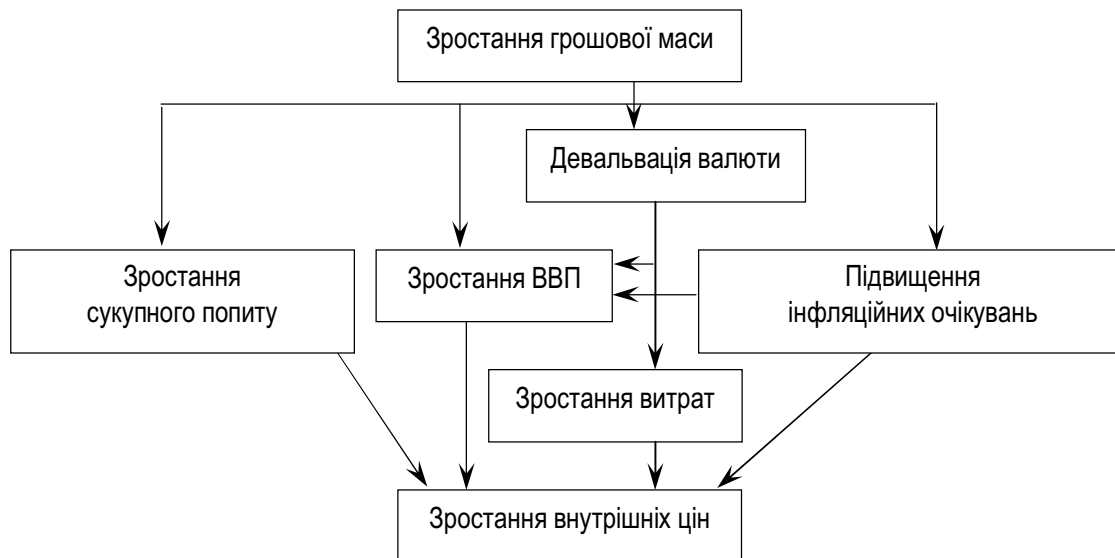 Зростання грошової маси
Девальвація валюти
Зростання
сукупного попиту
Зростання ВВП
Підвищення
інфляційних очікувань
Зростання витрат
Зростання внутрішніх цін